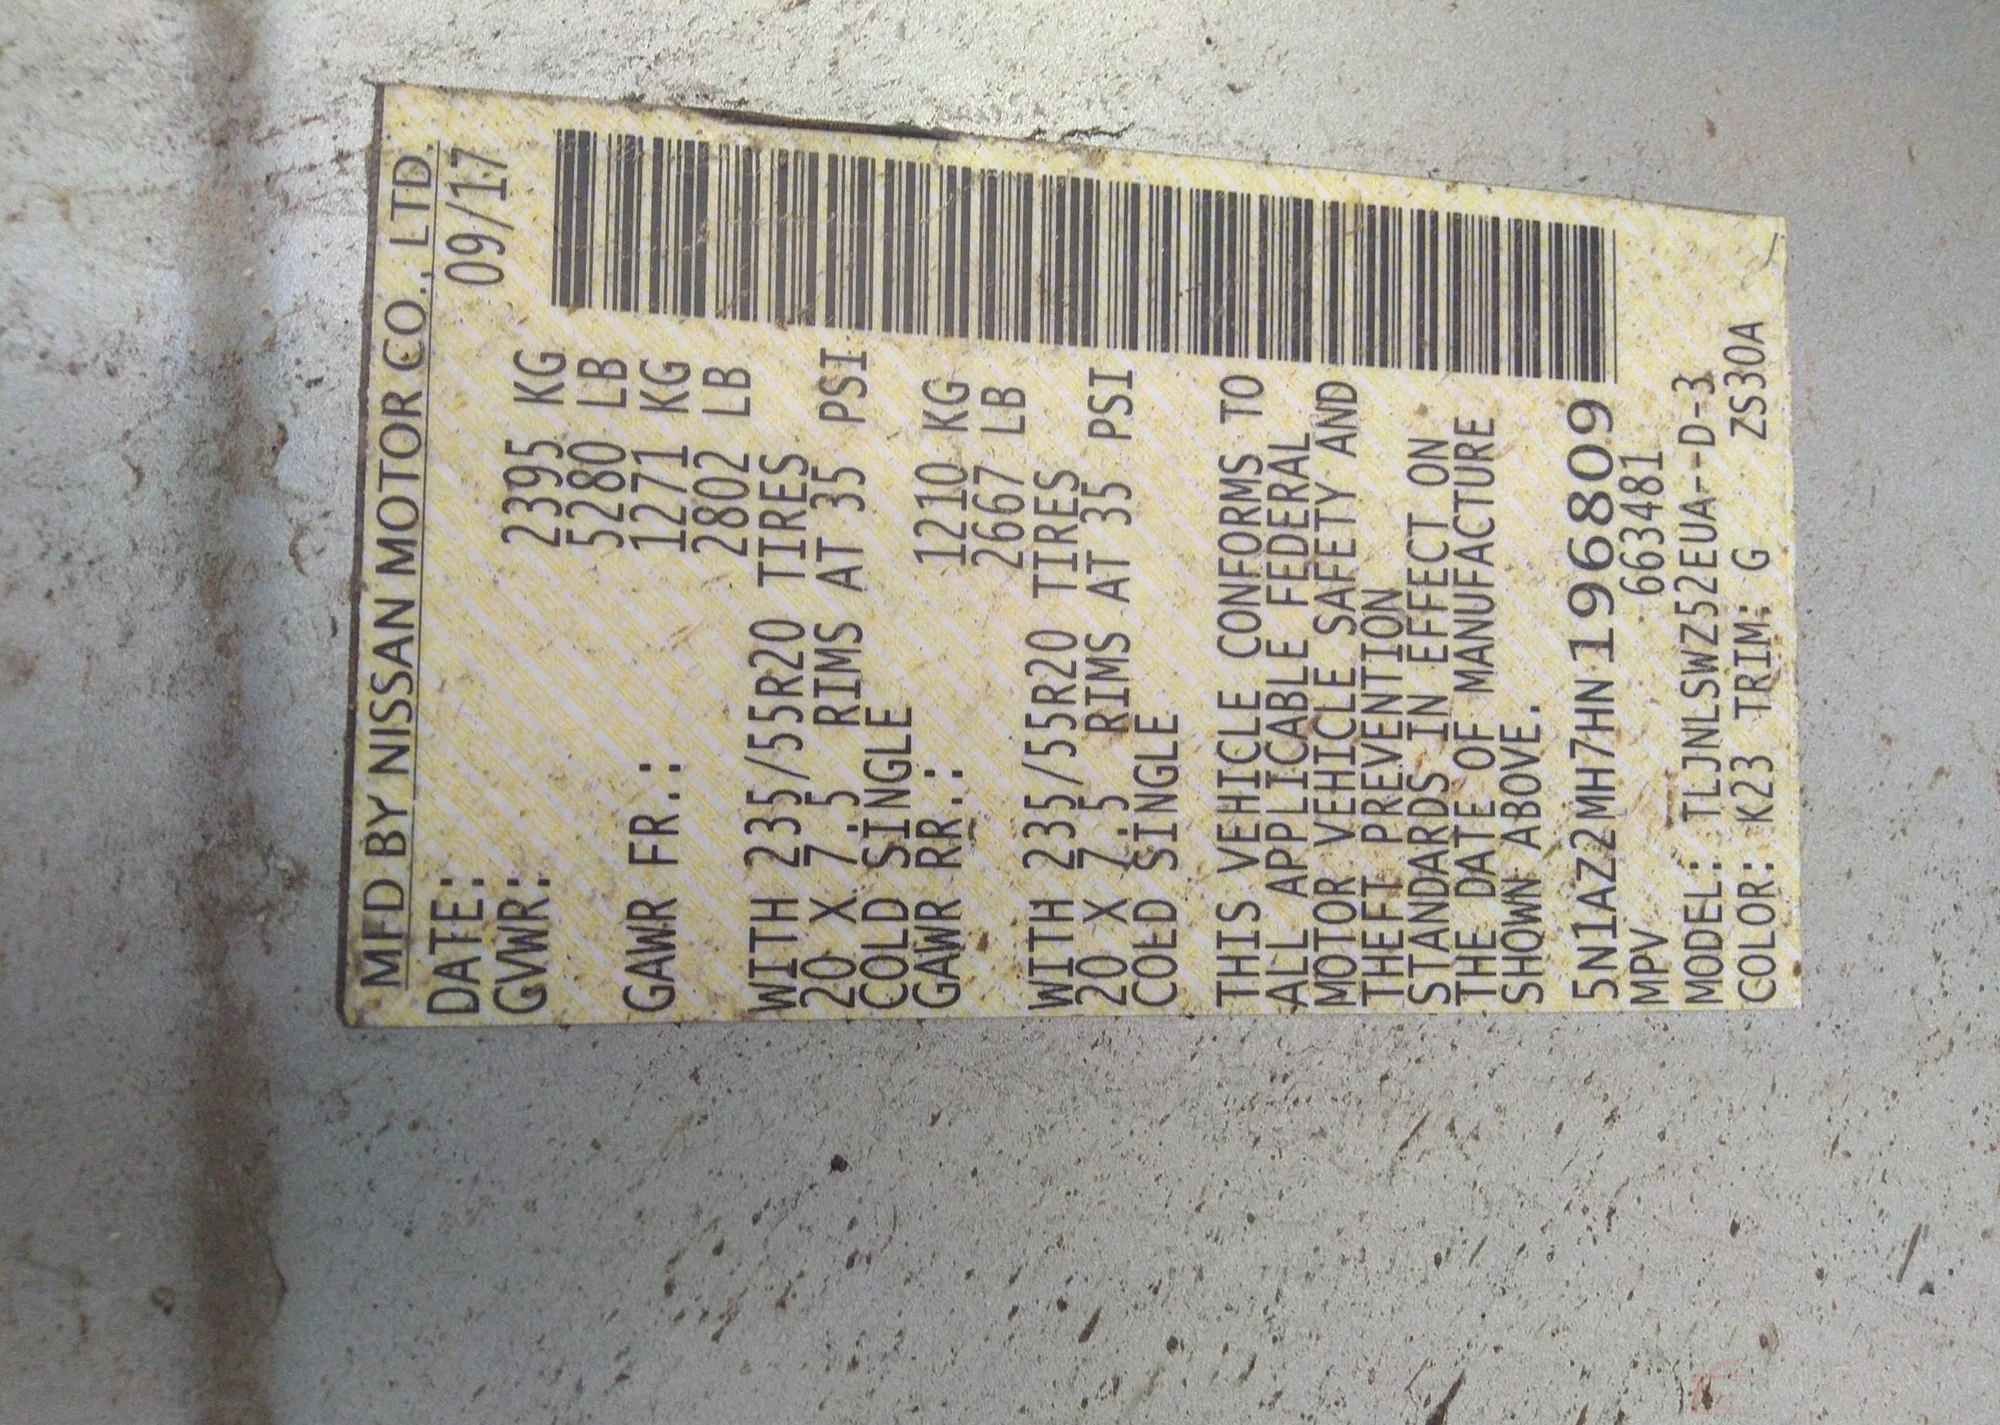 MFD BY NISSAN MOTOR CO., LTD.
DATE: 09/17
GVWR: 2395 KG
5280 LB
GAWR FR.: 1271 KG
2802 LB
WITH 235/55R20 TIRES
20 X 7.5 RIMS AT 35 PSI
COLD SINGLE
GAWR RR.: 1210 KG
2667 LB
WITH 235/55R20 TIRES
20 X 7.5 RIMS AT 35 PSI
COLD SINGLE
THIS VEHICLE CONFORMS TO
ALL APPLICABLE FEDERAL
MOTOR VEHICLE SAFETY AND
THEFT PREVENTION
STANDARDS IN EFFECT ON
THE DATE OF MANUFACTURE
SHOWN ABOVE.
5N1AZ2MH7HN196809
MPV 663481
MODEL: TLJNLSWZ52EUA--D-3
COLOR: K23 TRIM: G ZS30A